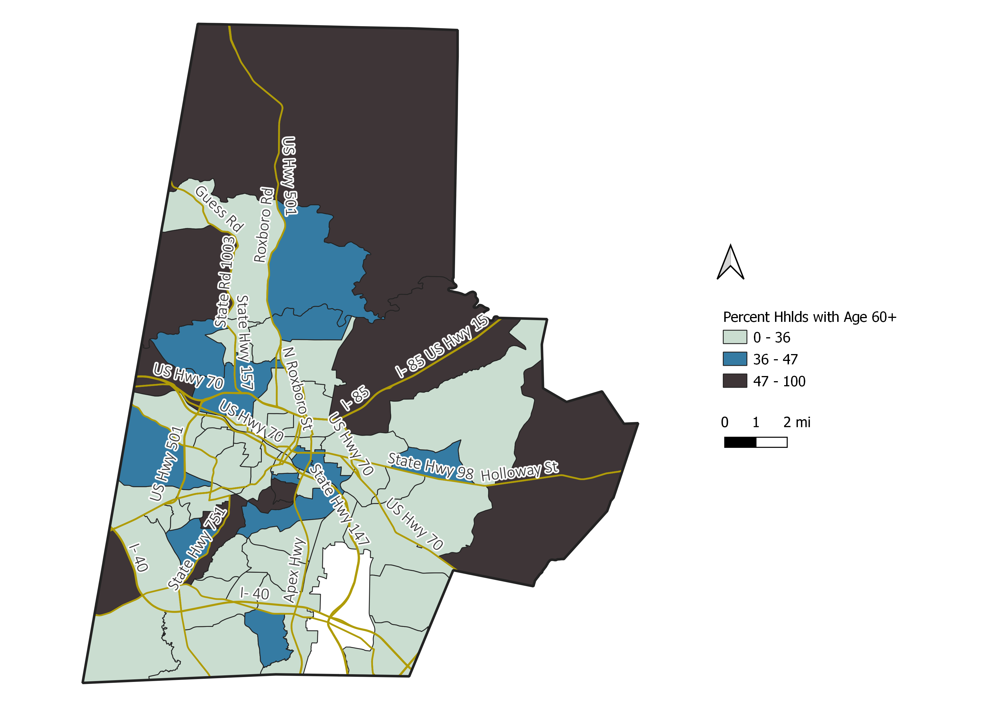 US Hwy 501
Roxboro Rd
Guess Rd
State Rd 1003
State Hwy 157
N Roxboro St
I- 85 US Hwy 15
I- 85
US Hwy 70
US Hwy 70
US Hwy 70
US Hwy 501
State Hwy 98
Holloway St
State Hwy 147
US Hwy 70
State Hwy 751
I- 40
Apex Hwy
I- 40
Percent Hhlds with Age 60+
0 - 36
36 - 47
47 - 100
0 1 2 mi